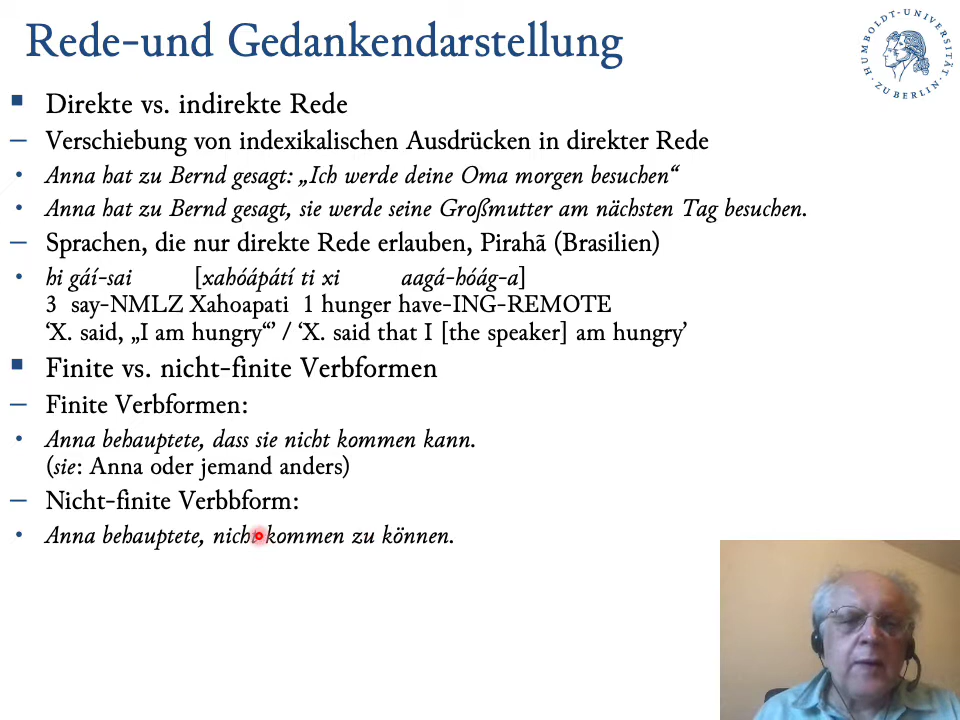 Rede-und Gedankendarstellung
HUMBOLDT-UNIVERSITÄT ZU BERLIN
Direkte vs. indirekte Rede
– Verschiebung von indexikalischen Ausdrücken in direkter Rede
• Anna hat zu Bernd gesagt: „Ich werde deine Oma morgen besuchen“
• Anna hat zu Bernd gesagt, sie werde seine Großmutter am nächsten Tag besuchen.
– Sprachen, die nur direkte Rede erlauben, Pirahã (Brasilien)
• hi gáí-sai [xahóápátí ti xi aagá-hóág-a]
3 say-NMLZ Xahoapati 1 hunger have-ING-REMOTE
‘X. said, „I am hungry“’ / ‘X. said that I [the speaker] am hungry’
Finite vs. nicht-finite Verbformen
– Finite Verbformen:
• Anna behauptete, dass sie nicht kommen kann.
(sie: Anna oder jemand anders)
– Nicht-finite Verbbform:
• Anna behauptete, nicht kommen zu können.